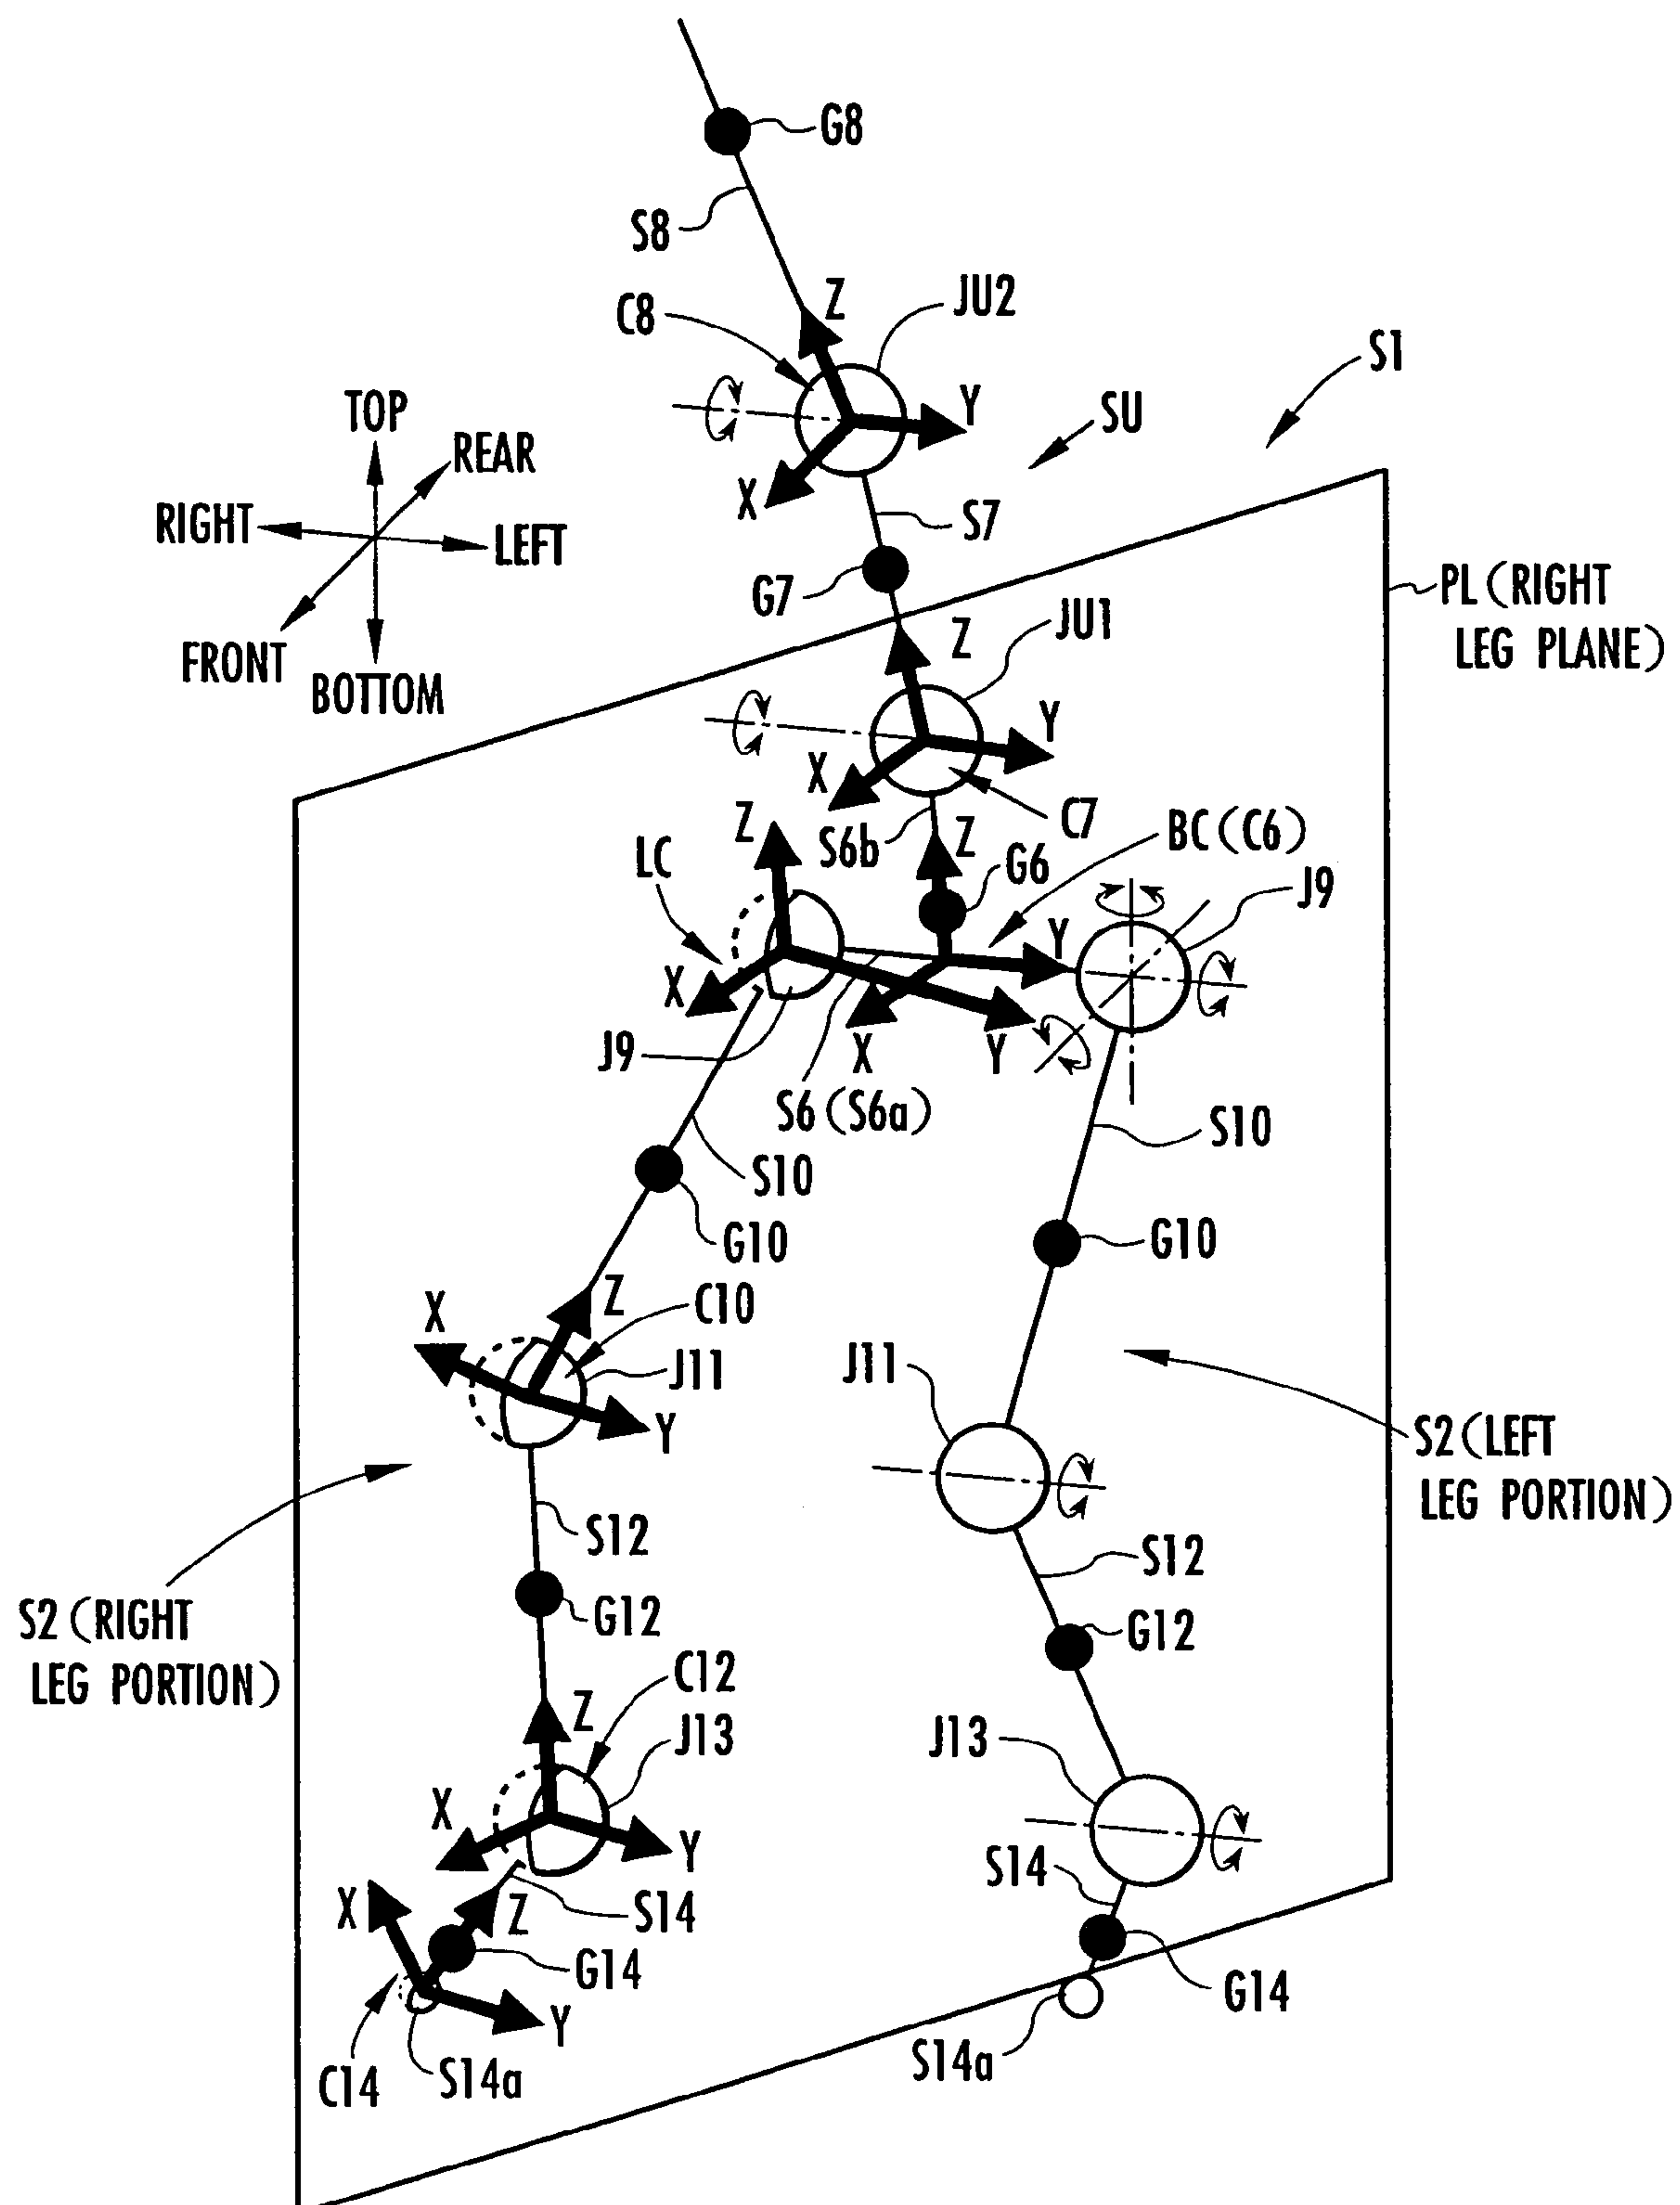 G8
S8
Z
JU2
C8
S1
Y
SU
TOP
REAR
X
S7
RIGHT
LEFT
G7
PL (RIGHT
LEG PLANE)
JU1
Z
FRONT
BOTTOM
Y
X
C7
Z
S6b
Z
BC (C6)
LC
G6
J9
Y
X
J9
X
Y
S6 (S6a)
S10
S10
G10
G10
Z
C10
X
J11
J11
Y
S2 (LEFT
LEG PORTION)
S12
S12
S2 (RIGHT
LEG PORTION)
G12
G12
C12
Z
J13
J13
X
Y
S14
X
Z
S14
G14
G14
Y
C14
S14a
S14a